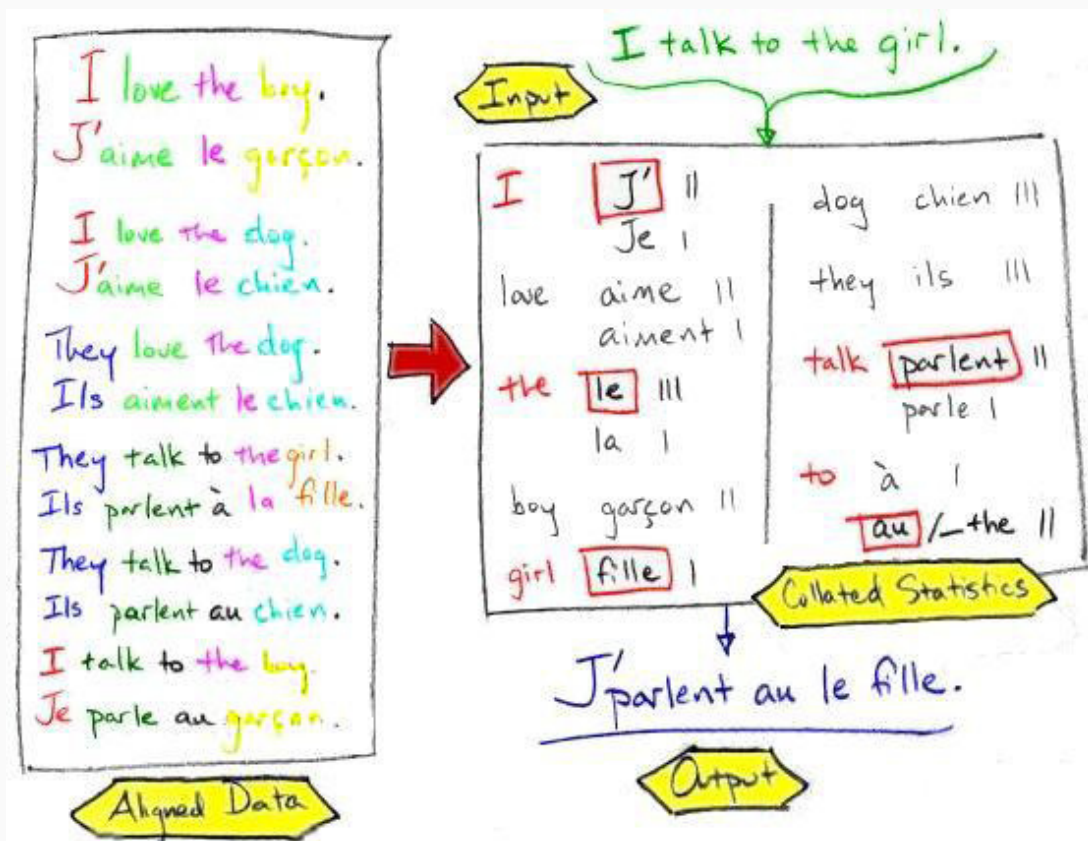 I love the boy.
J'aime le garçon.
I love the dog.
J'aime le chien.
They love the dog.
Ils aiment le chien.
They talk to the girl.
Ils parlent à la fille.
They talk to the dog.
Ils parlent au chien.
I talk to the boy.
Je parle au garçon.
Aligned Data
I talk to the girl.
Input
I J' ||
Je |
love aime ||
aiment |
the le |||
la |
boy garçon ||
girl fille |
dog chien |||
they ils |||
talk parlent ||
parle |
to à |
au /_the ||
Collated Statistics
J'parlent au le fille.
Output